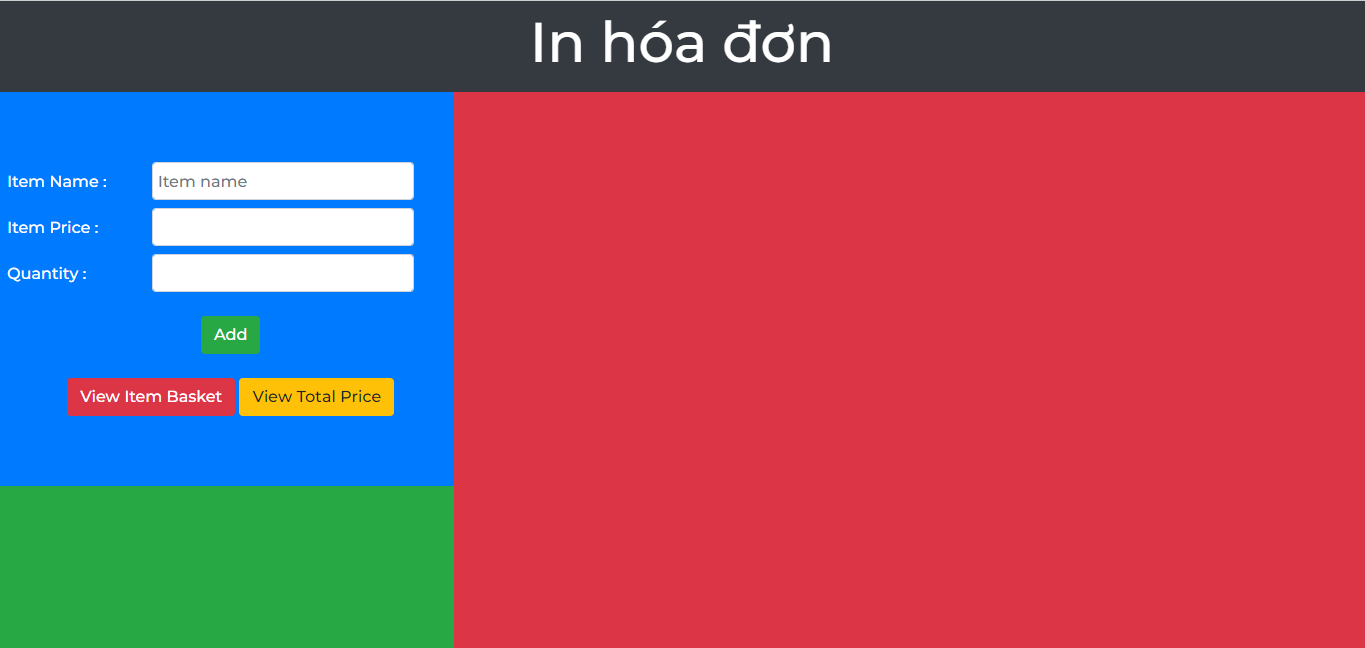 In hóa đơn
Item Name : Item name
Item Price :
Quantity :
Add
View Item Basket View Total Price